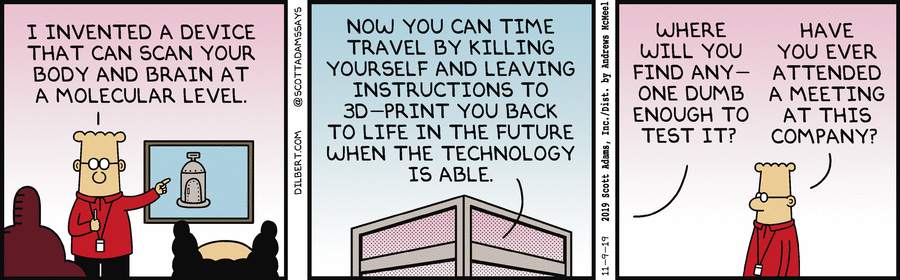 I INVENTED A DEVICE
THAT CAN SCAN YOUR
BODY AND BRAIN AT
A MOLECULAR LEVEL.
DILBERT.COM @SCOTTADAMSSAYS
NOW YOU CAN TIME
TRAVEL BY KILLING
YOURSELF AND LEAVING
INSTRUCTIONS TO
3D-PRINT YOU BACK
TO LIFE IN THE FUTURE
WHEN THE TECHNOLOGY
IS ABLE.
11-9-19 2019 Scott Adams, Inc./Dist. by Andrews McMeel
WHERE
WILL YOU
FIND ANY-
ONE DUMB
ENOUGH TO
TEST IT?
HAVE
YOU EVER
ATTENDED
A MEETING
AT THIS
COMPANY?